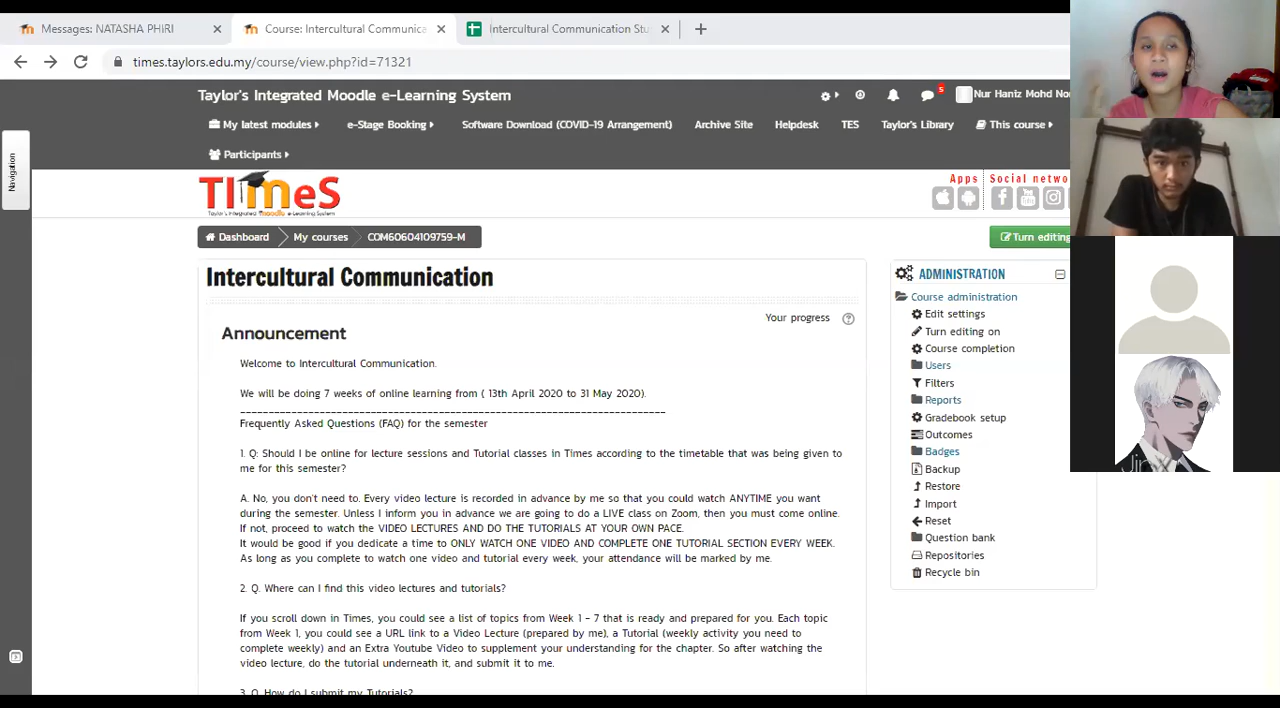 Messages: NATASHA PHIRI
Course: Intercultural Communica
Intercultural Communication Stu
times.taylors.edu.my/course/view.php?id=71321
Taylor's Integrated Moodle e-Learning System
5
Nur Haniz Mohd Nor
My latest modules
e-Stage Booking
Software Download (COVID-19 Arrangement)
Archive Site
Helpdesk
TES
Taylor's Library
This course
Participants
Navigation
TImeS
Taylor's Integrated Moodle e-Learning System
Apps
Social netwo
Dashboard
My courses
COM60604109759-M
Turn editing
Intercultural Communication
Your progress
Announcement
Welcome to Intercultural Communication.
We will be doing 7 weeks of online learning from ( 13th April 2020 to 31 May 2020).
Frequently Asked Questions (FAQ) for the semester
1. Q: Should I be online for lecture sessions and Tutorial classes in Times according to the timetable that was being given to
me for this semester?
A. No, you don't need to. Every video lecture is recorded in advance by me so that you could watch ANYTIME you want
during the semester. Unless I inform you in advance we are going to do a LIVE class on Zoom, then you must come online.
If not, proceed to watch the VIDEO LECTURES AND DO THE TUTORIALS AT YOUR OWN PACE.
It would be good if you dedicate a time to ONLY WATCH ONE VIDEO AND COMPLETE ONE TUTORIAL SECTION EVERY WEEK.
As long as you complete to watch one video and tutorial every week, your attendance will be marked by me.
2. Q. Where can I find this video lectures and tutorials?
If you scroll down in Times, you could see a list of topics from Week 1 - 7 that is ready and prepared for you. Each topic
from Week 1, you could see a URL link to a Video Lecture (prepared by me), a Tutorial (weekly activity you need to
complete weekly) and an Extra Youtube Video to supplement your understanding for the chapter. So after watching the
video lecture, do the tutorial underneath it, and submit it to me.
3. Q. How do I submit my Tutorials?
ADMINISTRATION
Course administration
Edit settings
Turn editing on
Course completion
Users
Filters
Reports
Gradebook setup
Outcomes
Badges
Backup
Restore
Import
Reset
Question bank
Repositories
Recycle bin